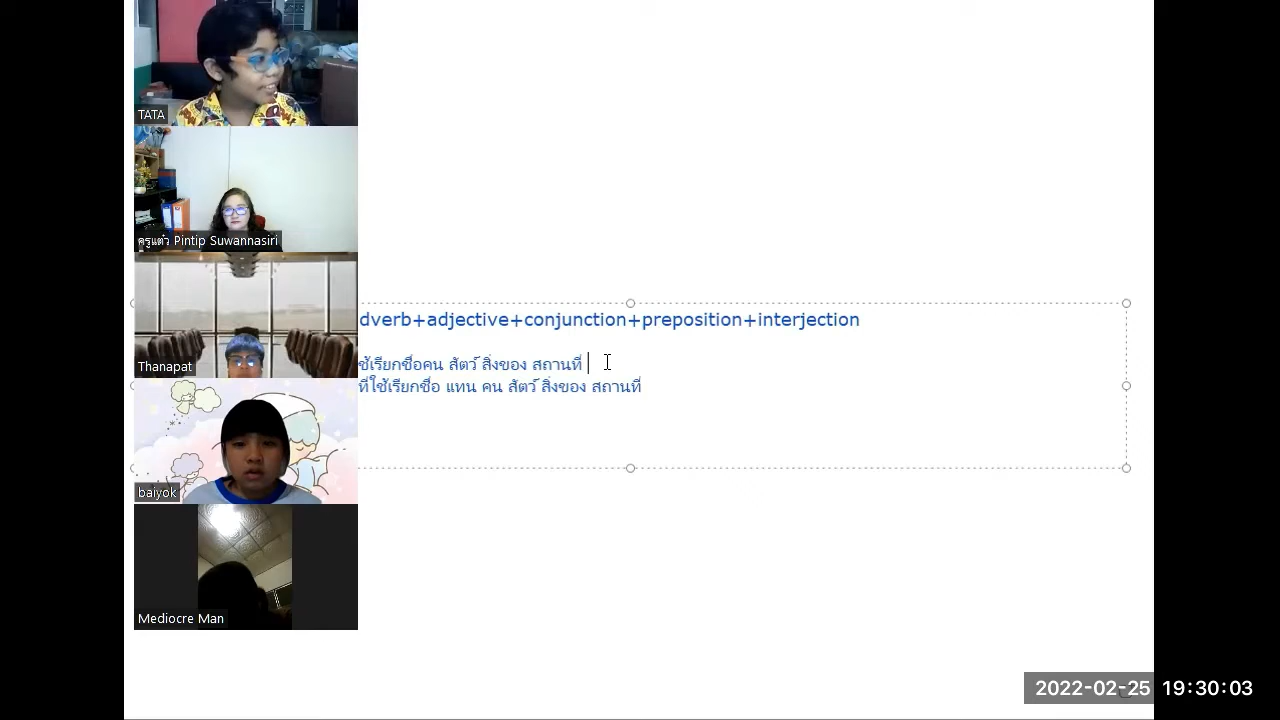 TATA
ครูแต๋ว Pintip Suwannasiri
Thanapat
baiyok
Mediocre Man
dverb+adjective+conjunction+preposition+interjection
ช้เรียกชื่อคน สัตว์ สิ่งของ สถานที่
ที่ใช้เรียกชื่อ แทน คน สัตว์ สิ่งของ สถานที่
2022-02-25 19:30:03